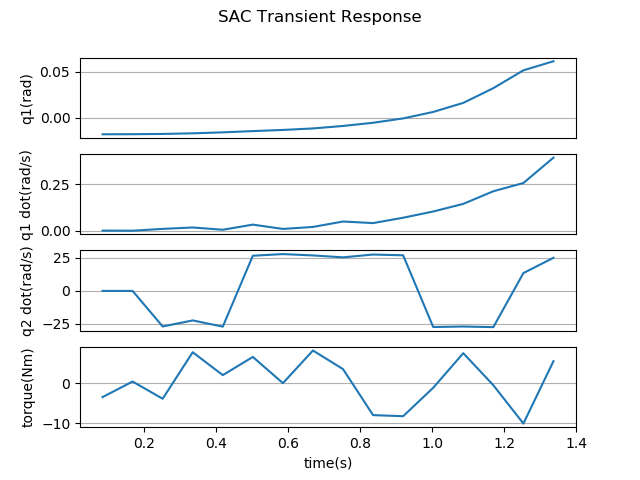 SAC Transient Response
q1(rad)
0.05
0.00
q1 dot(rad/s)
0.25
0.00
q2 dot(rad/s)
25
0
−25
torque(Nm)
0
−10
0.2 0.4 0.6 0.8 1.0 1.2 1.4
time(s)